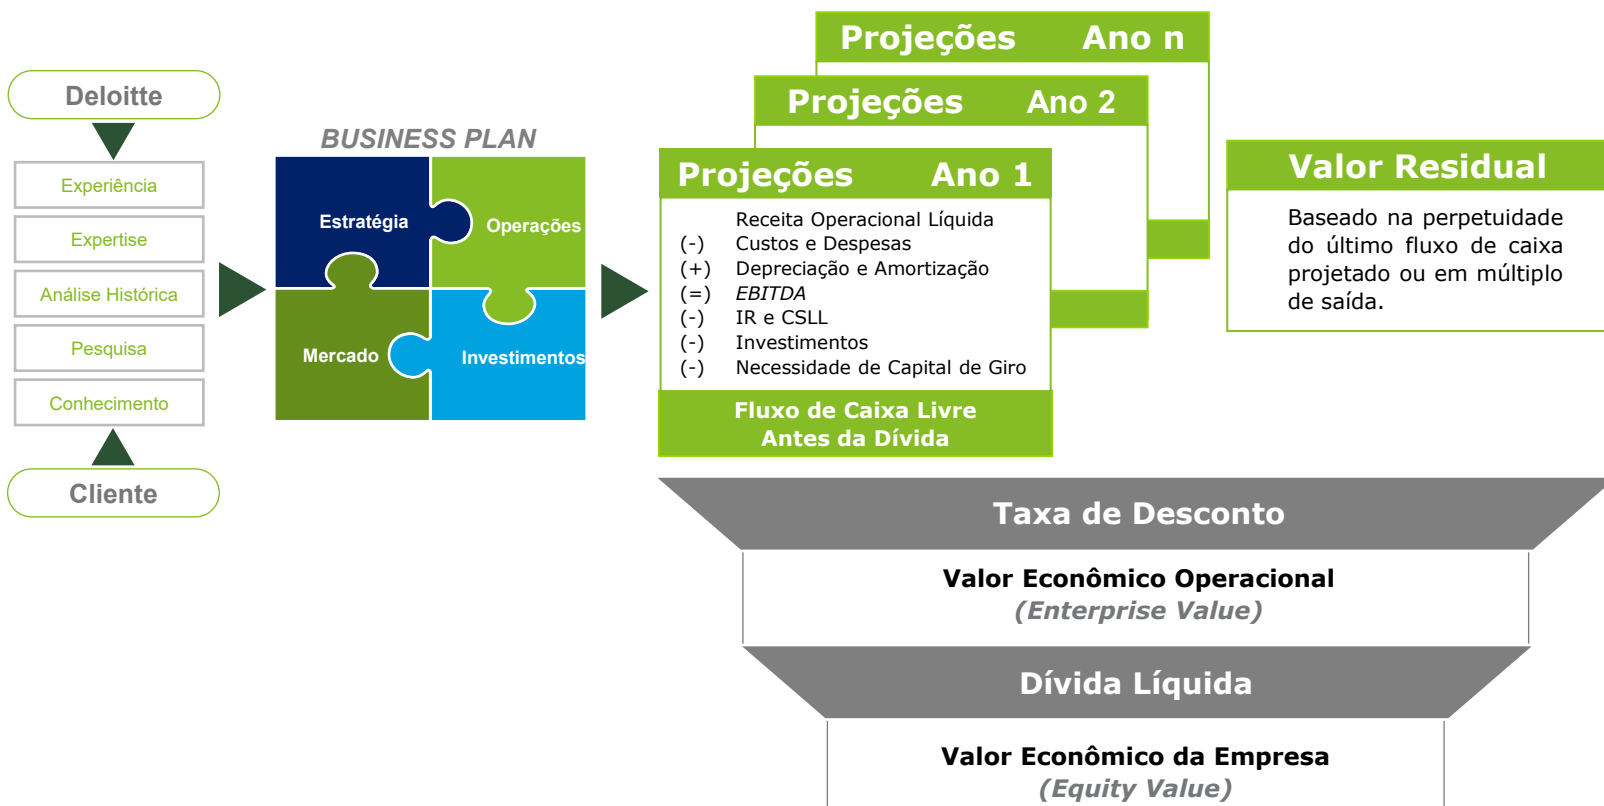 Deloitte
Experiência
Expertise
Análise Histórica
Pesquisa
Conhecimento
Cliente
BUSINESS PLAN
Estratégia
Operações
Mercado
Investimentos
Projeções Ano n
Projeções Ano 2
Projeções Ano 1
Receita Operacional Líquida
(-) Custos e Despesas
(+) Depreciação e Amortização
(=) EBITDA
(-) IR e CSLL
(-) Investimentos
(-) Necessidade de Capital de Giro
Fluxo de Caixa Livre
Antes da Dívida
Valor Residual
Baseado na perpetuidade
do último fluxo de caixa
projetado ou em múltiplo
de saída.
Taxa de Desconto
Valor Econômico Operacional
(Enterprise Value)
Dívida Líquida
Valor Econômico da Empresa
(Equity Value)